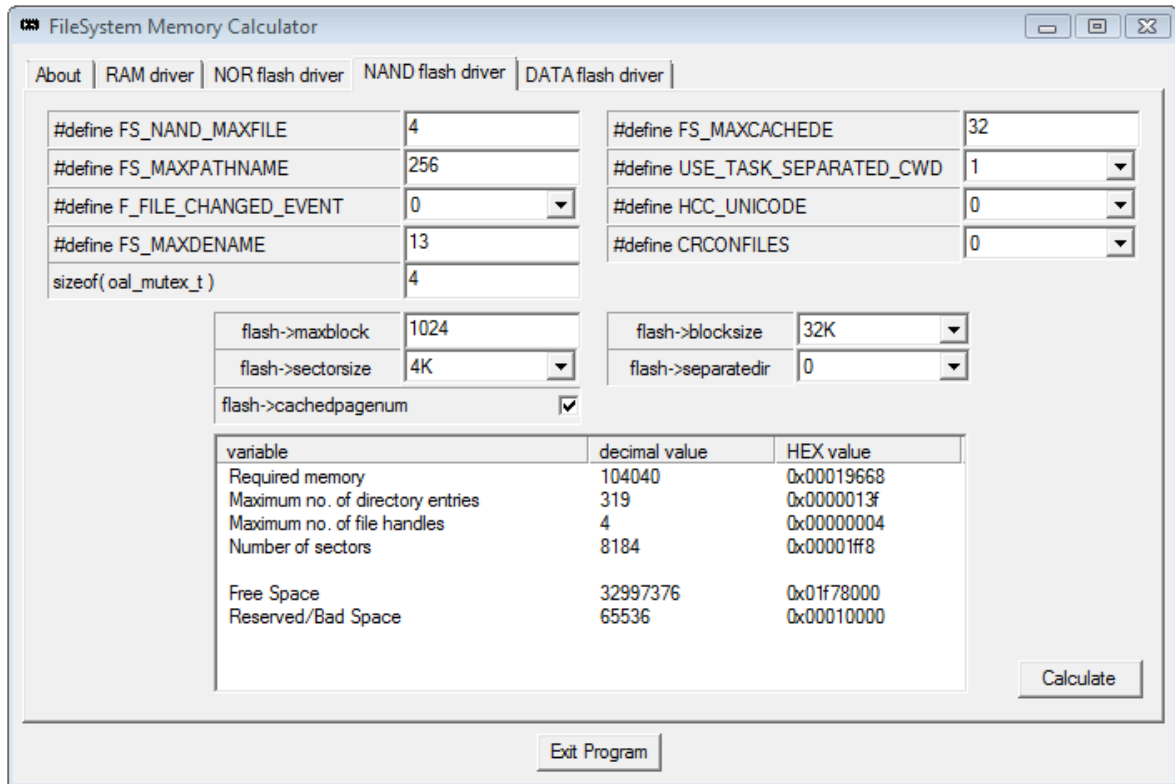 FileSystem Memory Calculator
About RAM driver NOR flash driver NAND flash driver DATA flash driver
#define FS_NAND_MAXFILE 4 #define FS_MAXCACHEDE 32
#define FS_MAXPATHNAME 256 #define USE_TASK_SEPARATED_CWD 1
#define F_FILE_CHANGED_EVENT 0 #define HCC_UNICODE 0
#define FS_MAXDENAME 13 #define CRCONFILES 0
sizeof( oal_mutex_t ) 4
flash->maxblock 1024 flash->blocksize 32K
flash->sectorsize 4K flash->separatedir 0
flash->cachedpagenum
variable decimal value HEX value
Required memory 104040 0x00019668
Maximum no. of directory entries 319 0x0000013f
Maximum no. of file handles 4 0x00000004
Number of sectors 8184 0x00001ff8
Free Space 32997376 0x01f78000
Reserved/Bad Space 65536 0x00010000
Calculate
Exit Program